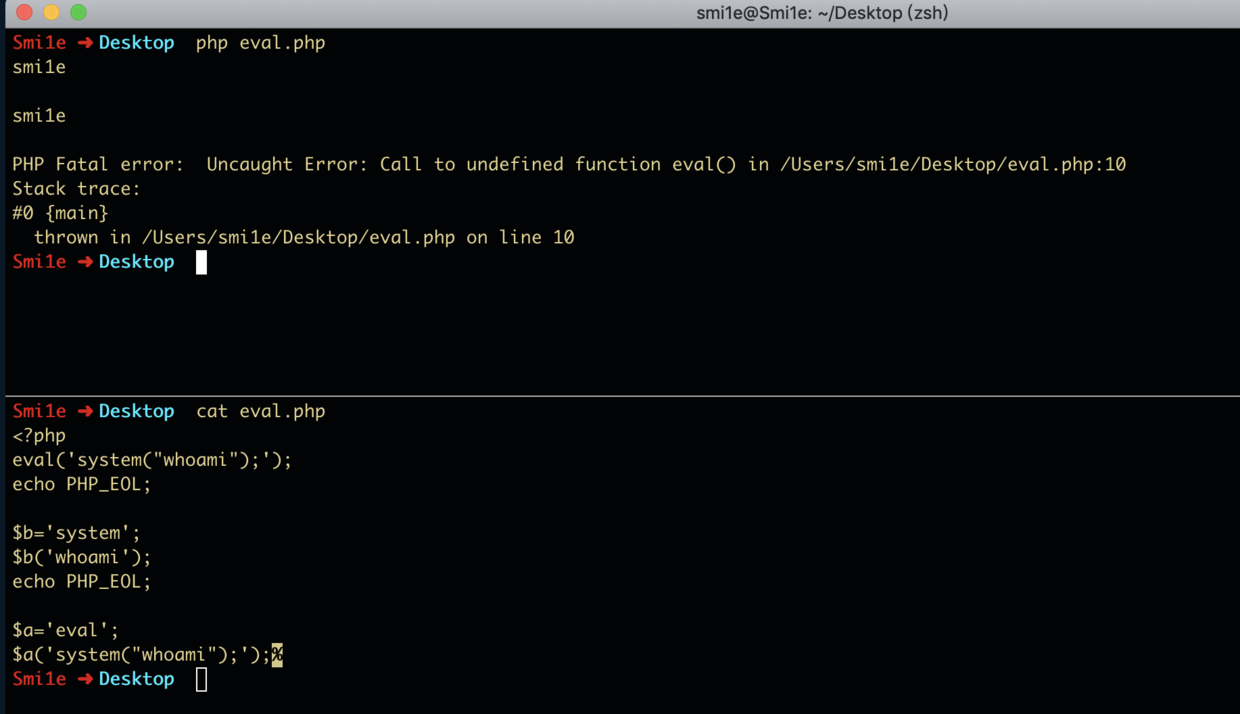 smi1e@Smi1e: ~/Desktop (zsh)
Smi1e ➜ Desktop  php eval.php
smi1e

smi1e

PHP Fatal error:  Uncaught Error: Call to undefined function eval() in /Users/smi1e/Desktop/eval.php:10
Stack trace:
#0 {main}
  thrown in /Users/smi1e/Desktop/eval.php on line 10
Smi1e ➜ Desktop
Smi1e ➜ Desktop  cat eval.php
<?php
eval('system("whoami");');
echo PHP_EOL;

$b='system';
$b('whoami');
echo PHP_EOL;

$a='eval';
$a('system("whoami");');%
Smi1e ➜ Desktop